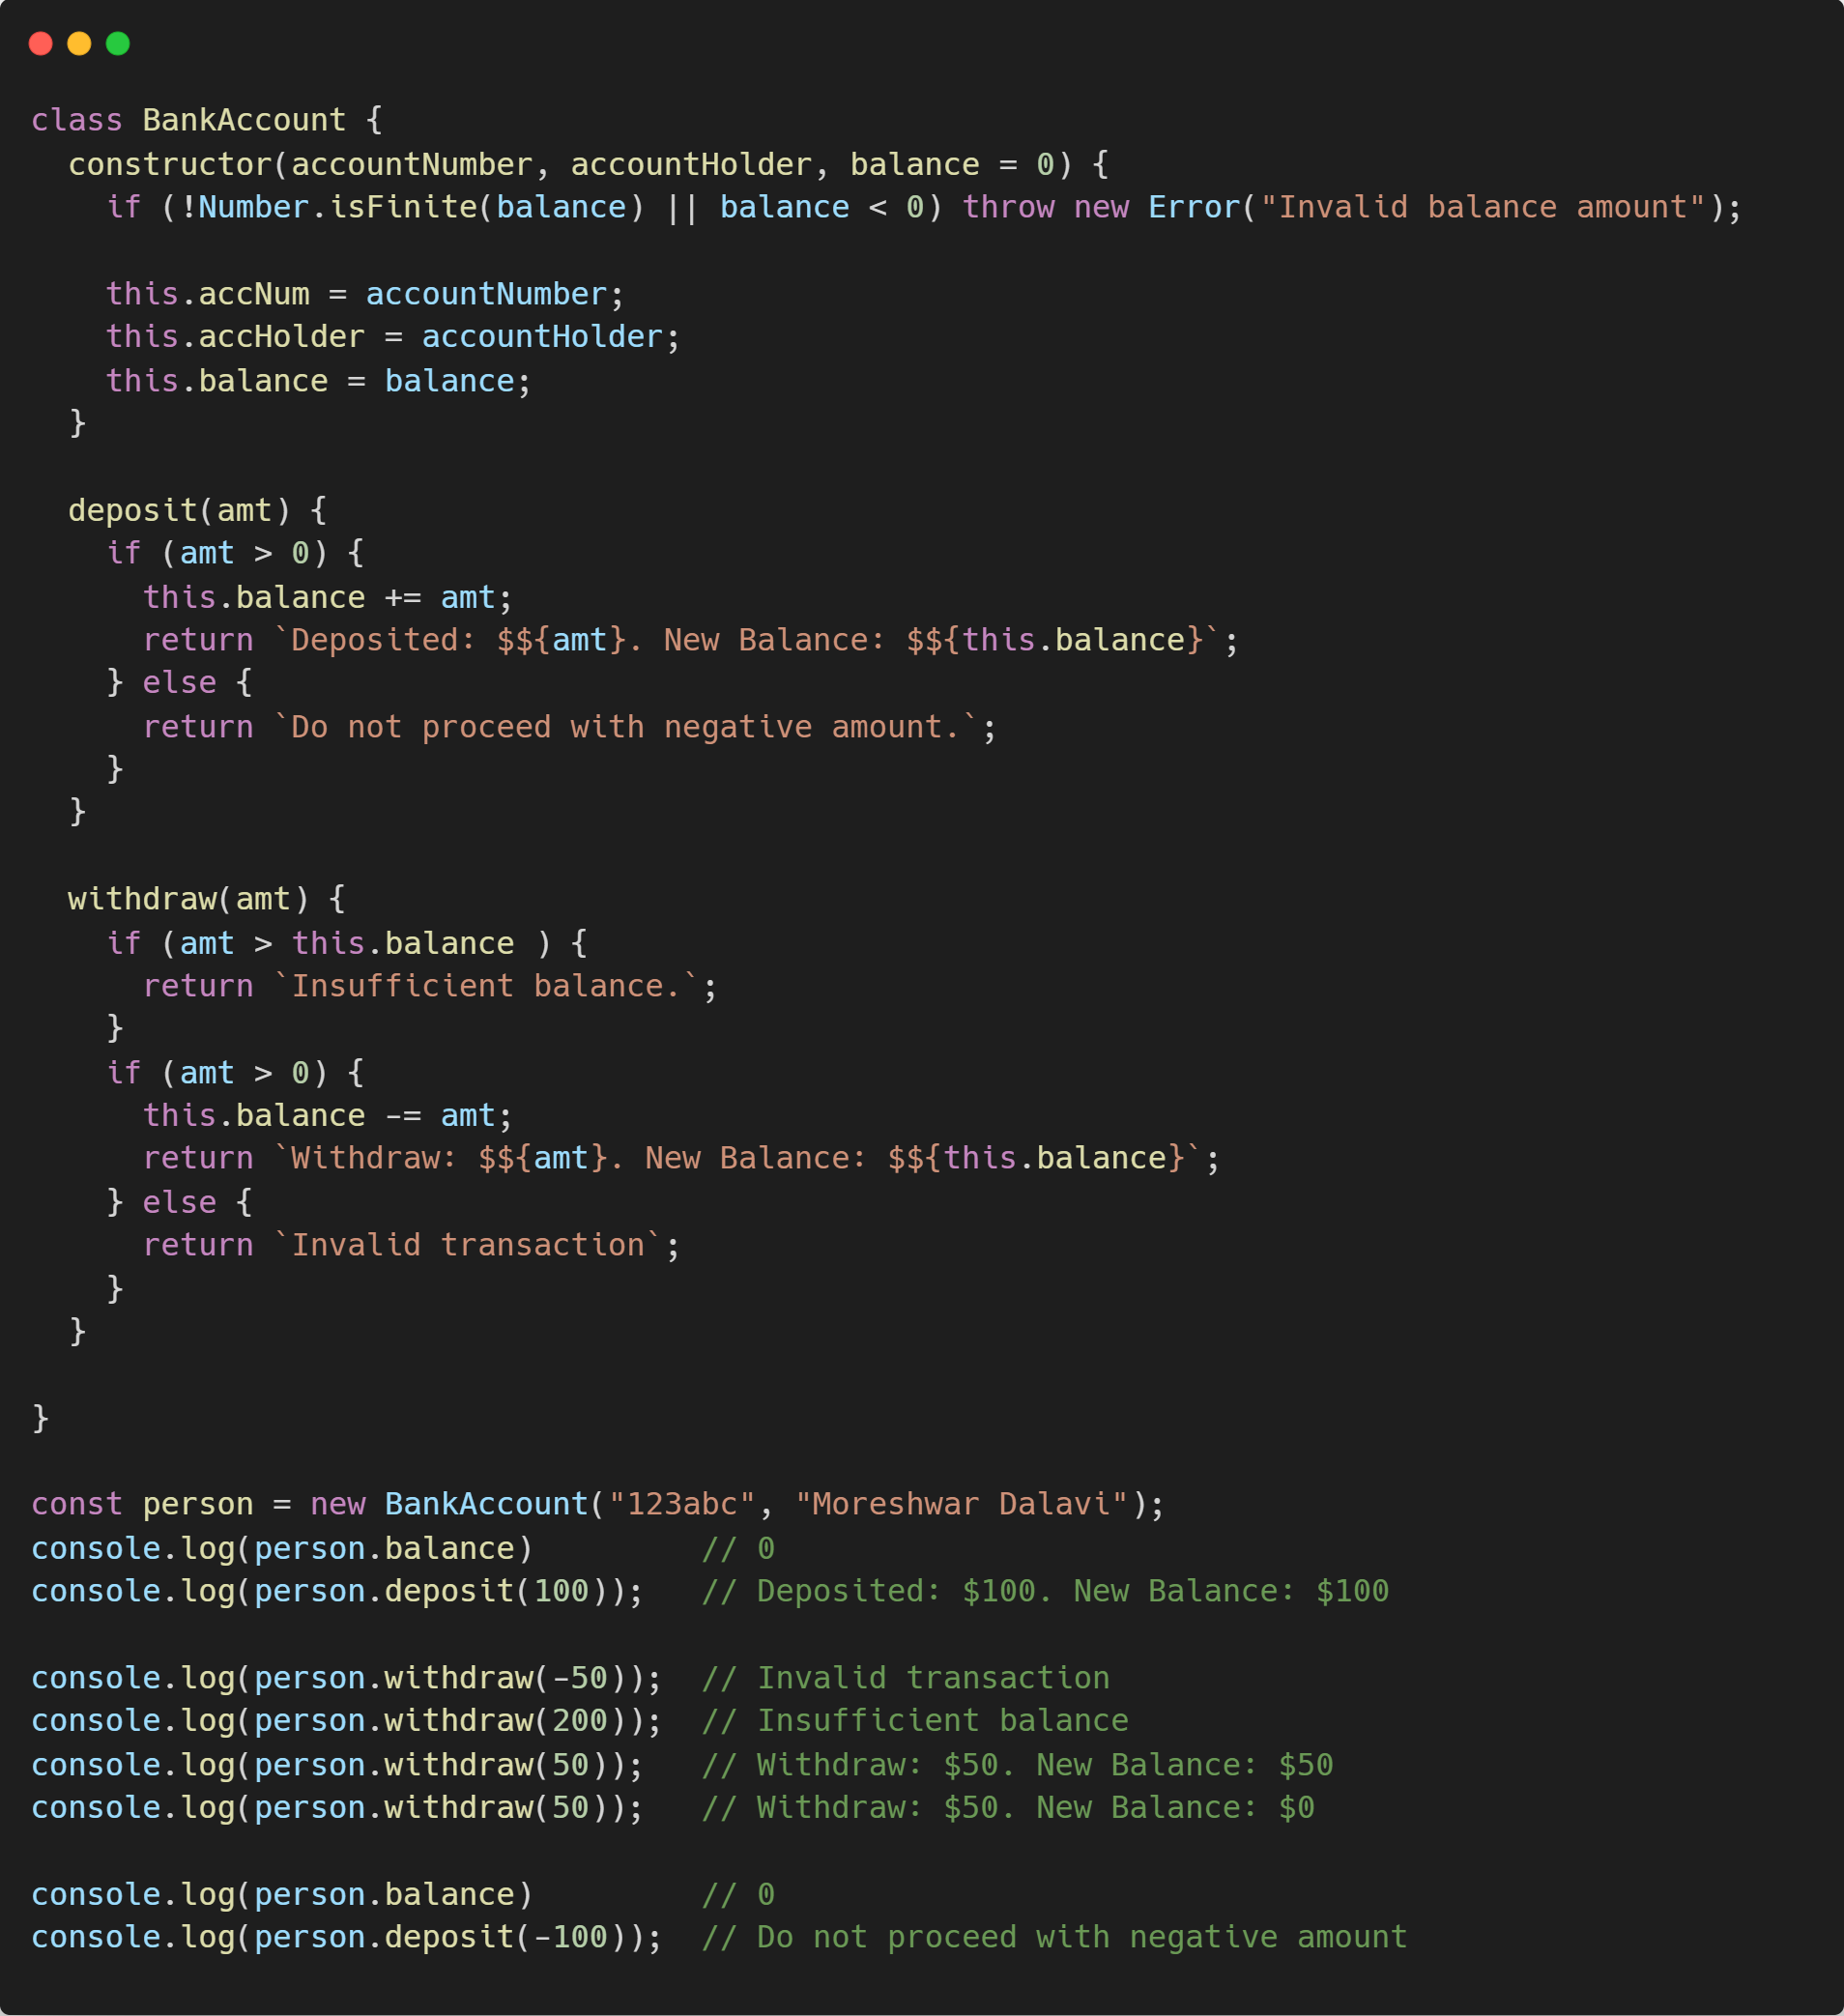 class BankAccount {
  constructor(accountNumber, accountHolder, balance = 0) {
    if (!Number.isFinite(balance) || balance < 0) throw new Error("Invalid balance amount");

    this.accNum = accountNumber;
    this.accHolder = accountHolder;
    this.balance = balance;
  }

  deposit(amt) {
    if (amt > 0) {
      this.balance += amt;
      return `Deposited: $${amt}. New Balance: $${this.balance}`;
    } else {
      return `Do not proceed with negative amount.`;
    }
  }

  withdraw(amt) {
    if (amt > this.balance ) {
      return `Insufficient balance.`;
    }
    if (amt > 0) {
      this.balance -= amt;
      return `Withdraw: $${amt}. New Balance: $${this.balance}`;
    } else {
      return `Invalid transaction`;
    }
  }

}

const person = new BankAccount("123abc", "Moreshwar Dalavi");
console.log(person.balance)         // 0
console.log(person.deposit(100));   // Deposited: $100. New Balance: $100

console.log(person.withdraw(-50));  // Invalid transaction
console.log(person.withdraw(200));  // Insufficient balance
console.log(person.withdraw(50));   // Withdraw: $50. New Balance: $50
console.log(person.withdraw(50));   // Withdraw: $50. New Balance: $0

console.log(person.balance)         // 0
console.log(person.deposit(-100));  // Do not proceed with negative amount